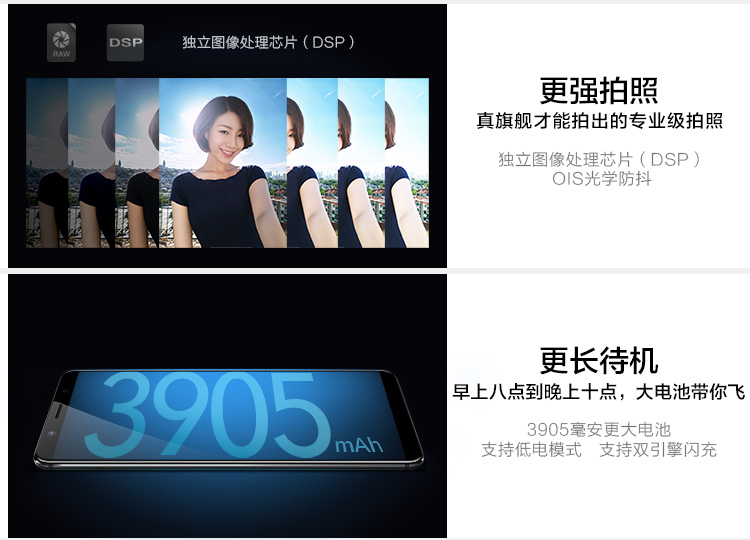 RAW
DSP
独立图像处理芯片（DSP）
更强拍照
真旗舰才能拍出的专业级拍照
独立图像处理芯片（DSP）
OIS光学防抖
3905mAh
更长待机
早上八点到晚上十点，大电池带你飞
3905毫安更大电池
支持低电模式 支持双引擎闪充